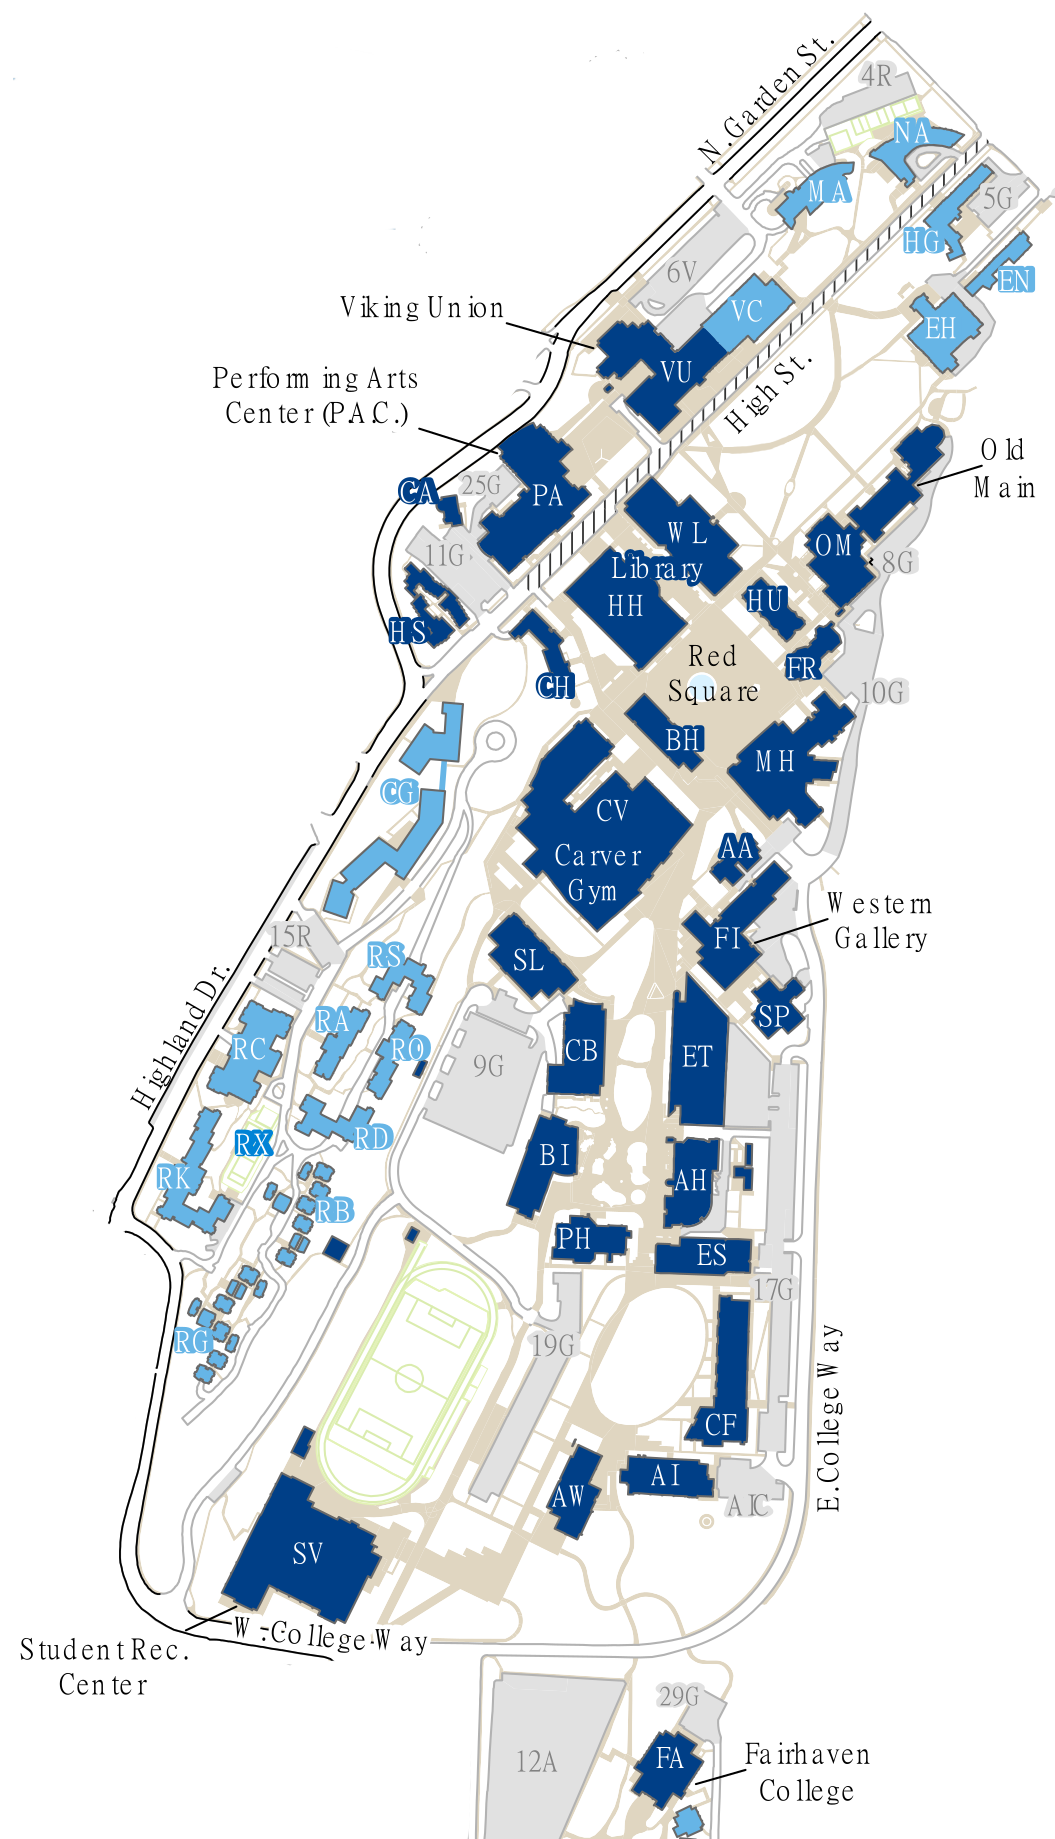 N. Garden St.
4R
NA
MA
5G
HG
EN
6V
VC
EH
Viking Union
VU
High St.
Performing Arts
Center (P.A.C.)
Old
Main
CA
25G
PA
WL
OM
11G
Library
8G
HH
HU
HS
Red
Square
FR
CH
10G
BH
MH
CG
CV
AA
Carver
Gym
Western
Gallery
15R
FI
RS
SL
Highland Dr.
RA
SP
RC
RO
CB
ET
9G
RX
RD
BI
RK
AH
RB
PH
ES
17G
RG
19G
E. College Way
CF
AI
AW
AIC
SV
W. College Way
Student Rec.
Center
29G
12A
FA
Fairhaven
College